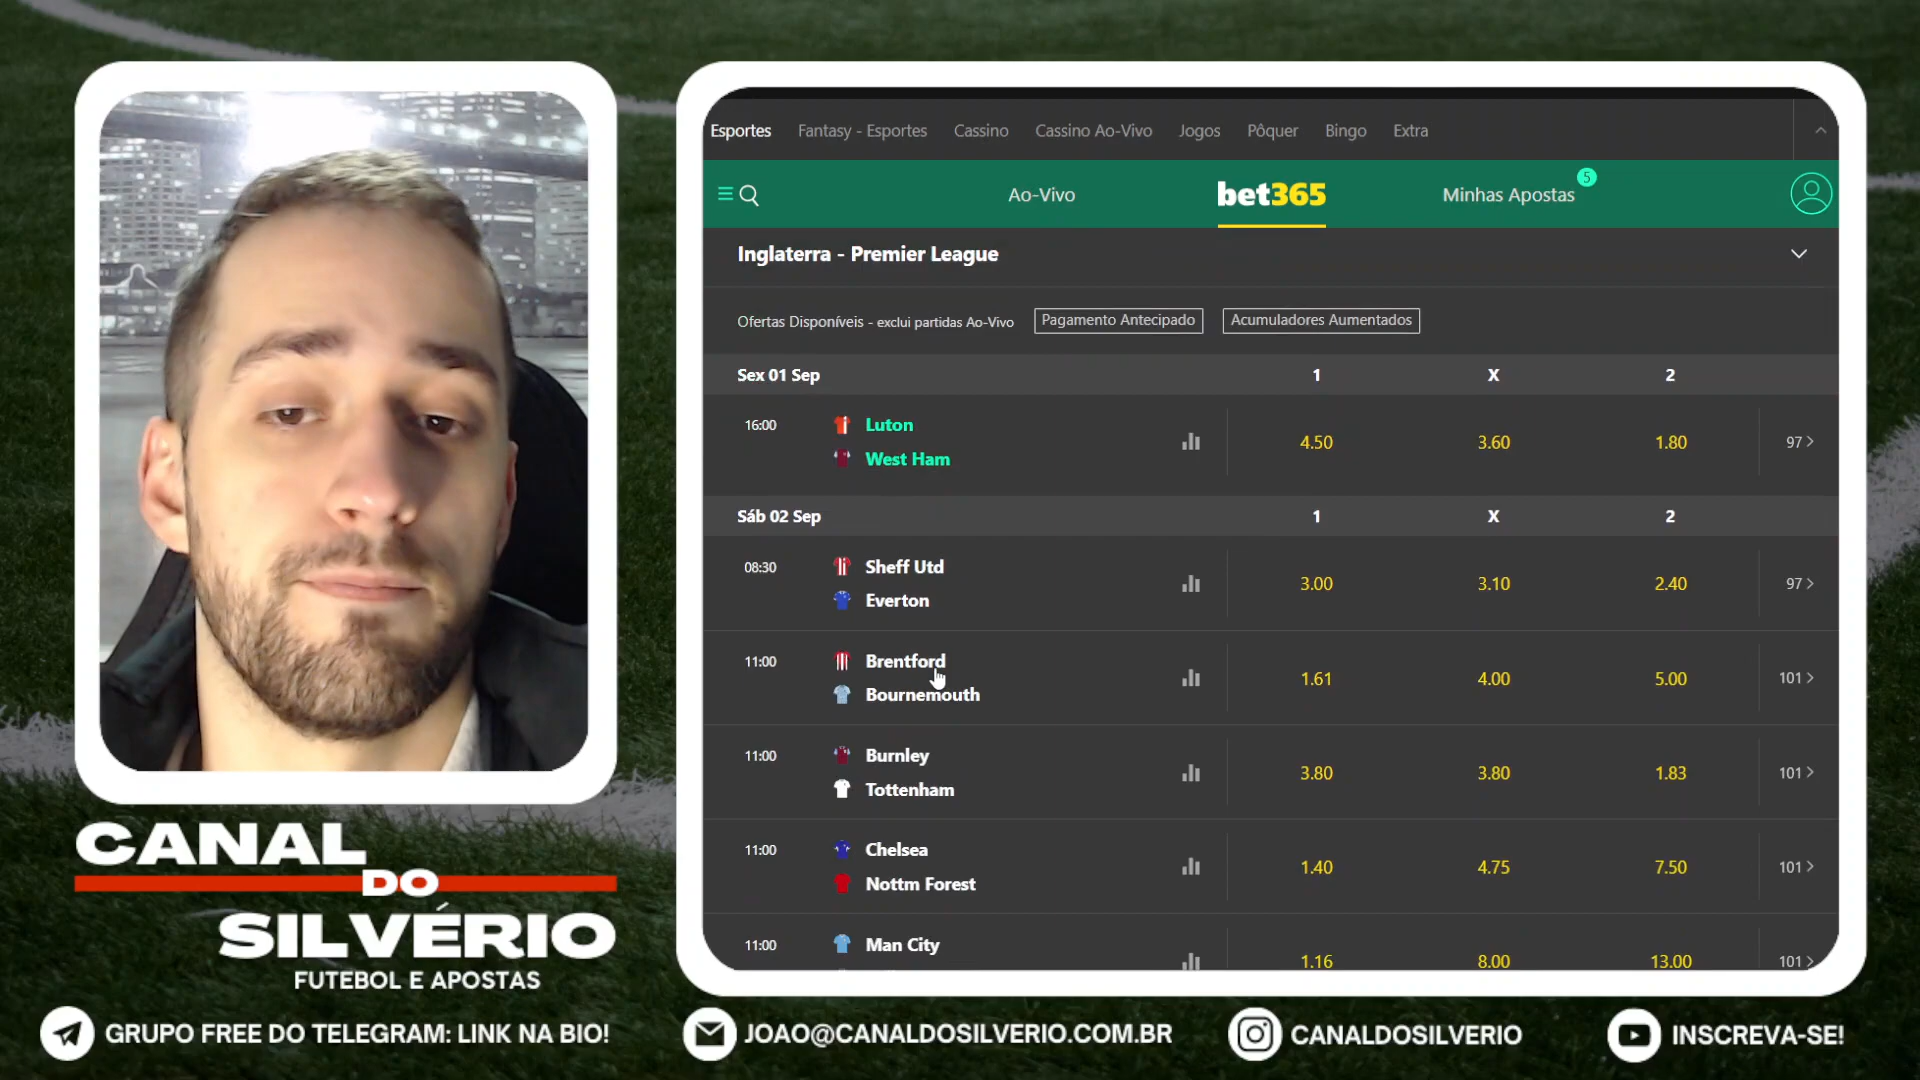 Esportes Fantasy - Esportes Cassino Cassino Ao-Vivo Jogos Pôquer Bingo Extra
Ao-Vivo bet365 Minhas Apostas 5
Inglaterra - Premier League
Ofertas Disponíveis - exclui partidas Ao-Vivo Pagamento Antecipado Acumuladores Aumentados
Sex 01 Sep 1 X 2
16:00 Luton
West Ham
4.50 3.60 1.80 97
Sáb 02 Sep 1 X 2
08:30 Sheff Utd
Everton
3.00 3.10 2.40 97
11:00 Brentford
Bournemouth
1.61 4.00 5.00 101
11:00 Burnley
Tottenham
3.80 3.80 1.83 101
11:00 Chelsea
Nottm Forest
1.40 4.75 7.50 101
11:00 Man City
1.16 8.00 13.00 101
CANAL
DO
SILVÉRIO
FUTEBOL E APOSTAS
GRUPO FREE DO TELEGRAM: LINK NA BIO! JOAO@CANALDOSILVERIO.COM.BR CANALDOSILVERIO INSCREVA-SE!